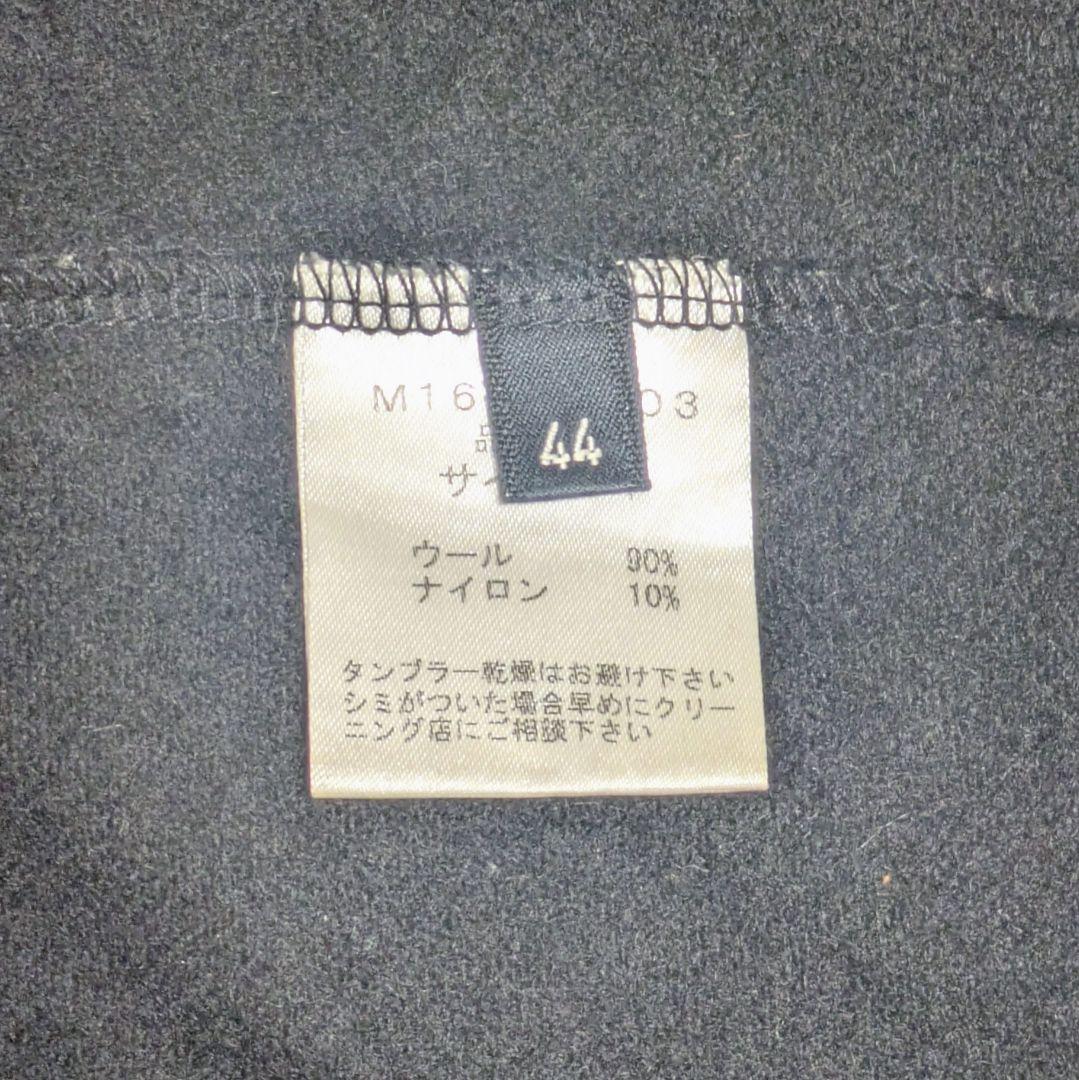 M16 03
44
ウール 90%
ナイロン 10%
タンブラー乾燥はお避け下さい
シミがついた場合早めにクリー
ニング店にご相談下さい